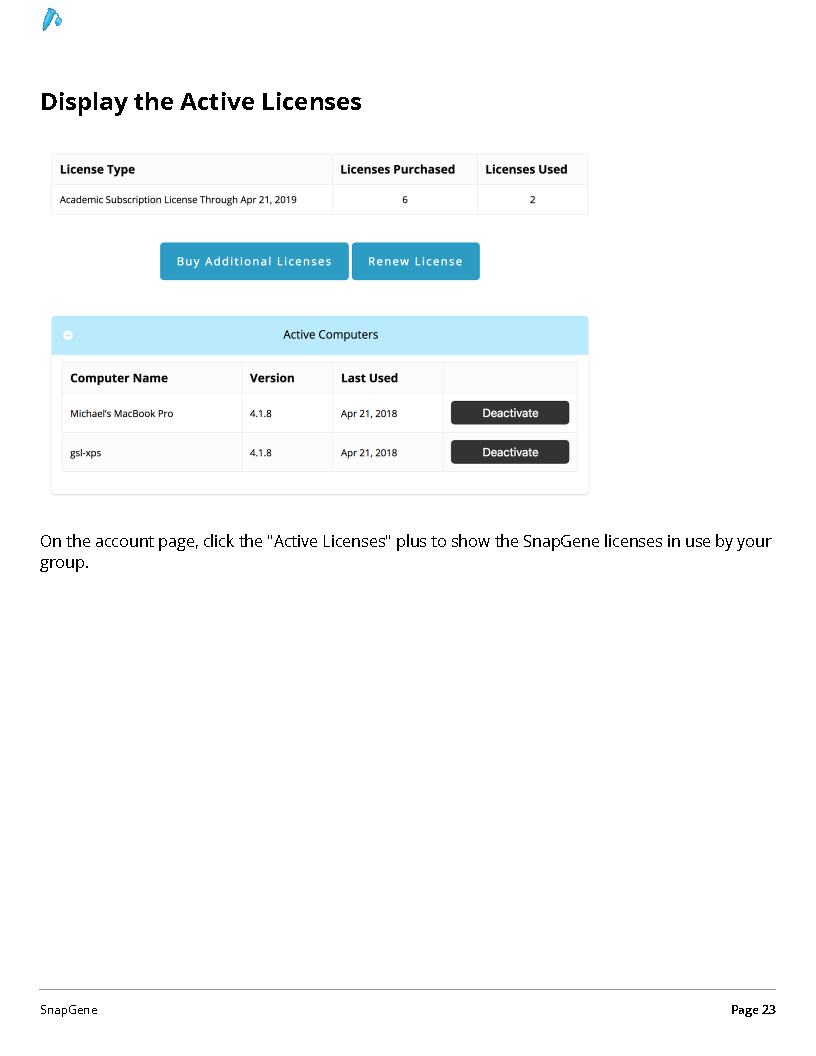 Display the Active Licenses
License Type Licenses Purchased Licenses Used
Academic Subscription License Through Apr 21, 2019 6 2
Buy Additional Licenses Renew License
Active Computers
Computer Name Version Last Used
Michael's MacBook Pro 4.1.8 Apr 21, 2018 Deactivate
gsl-xps 4.1.8 Apr 21, 2018 Deactivate
On the account page, click the "Active Licenses" plus to show the SnapGene licenses in use by your
group.
SnapGene Page 23